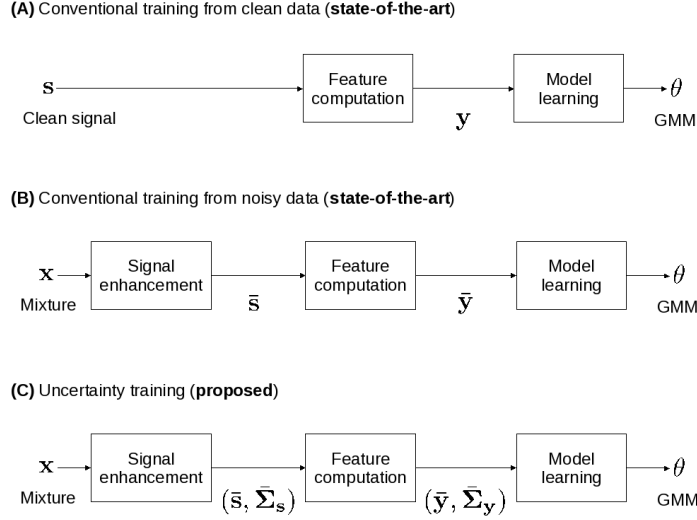 (A) Conventional training from clean data (state-of-the-art)
s
Feature
computation
Model
learning
θ
Clean signal
y
GMM
(B) Conventional training from noisy data (state-of-the-art)
x
Signal
enhancement
Feature
computation
Model
learning
θ
Mixture
s̄
ȳ
GMM
(C) Uncertainty training (proposed)
x
Signal
enhancement
Feature
computation
Model
learning
θ
Mixture
(s̄, Σ̄s)
(ȳ, Σ̄y)
GMM